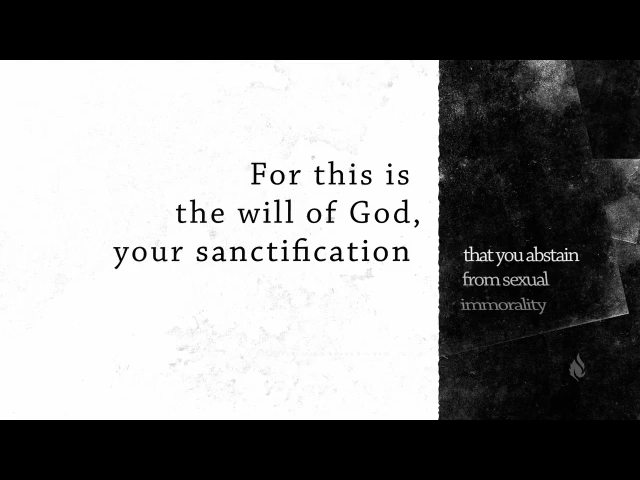 For this is
the will of God,
your sanctification
that you abstain
from sexual
immorality